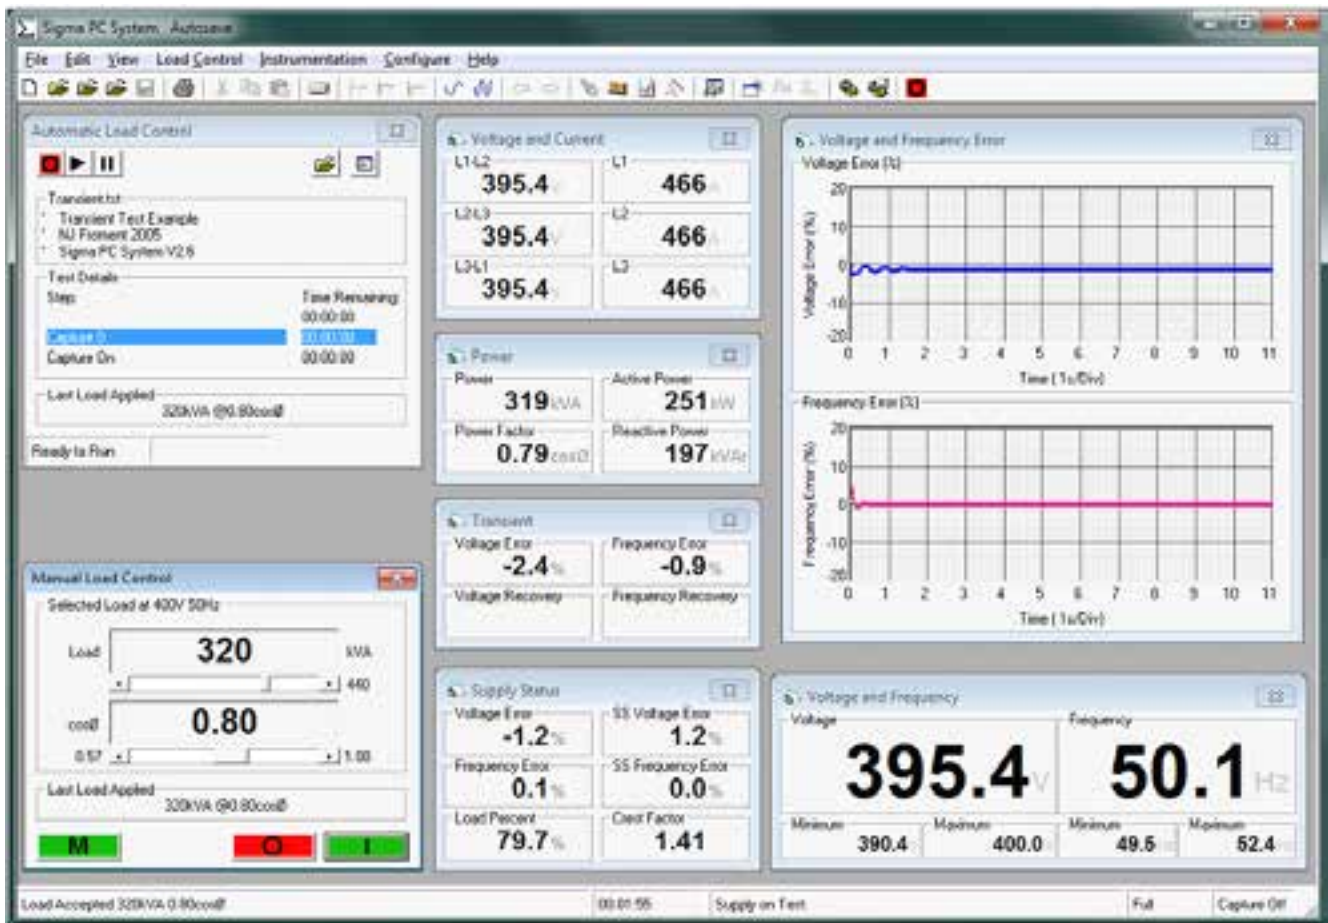 Sigma PC System Autosave
File Edit View Load Control Instrumentation Configure Help
Automatic Load Control
Transient.txt
' Transient Test Example
' NJ Froment 2005
' Sigma PC System V2.6
Test Details
Step: Time Remaining:
00:00:00
Capture 00:00:00
Capture On 00:00:00
Last Load Applied
320kVA @0.80cosØ
Ready to Run
Manual Load Control
Selected Load at 400V 50Hz
Load 320 kVA
440
cosØ 0.80
0.57 1.00
Last Load Applied
320kVA @0.80cosØ
M O I
Voltage and Current
L1-L2 L1
395.4 V 466 A
L2-L3 L2
395.4 V 466 A
L3-L1 L3
395.4 V 466 A
Power
Power Active Power
319 kVA 251 kW
Power Factor Reactive Power
0.79 cosØ 197 kVAr
Transient
Voltage Error Frequency Error
-2.4 % -0.9 %
Voltage Recovery Frequency Recovery
Supply Status
Voltage Error SS Voltage Error
-1.2 % 1.2 %
Frequency Error SS Frequency Error
0.1 % 0.0 %
Load Percent Crest Factor
79.7 % 1.41
Voltage and Frequency Error
Voltage Error (%)
Voltage Error (%)
20
10
0
-10
-20
0 1 2 3 4 5 6 7 8 9 10 11
Time ( 1s/Div)
Frequency Error (%)
Frequency Error (%)
20
10
0
-10
-20
0 1 2 3 4 5 6 7 8 9 10 11
Time ( 1s/Div)
Voltage and Frequency
Voltage Frequency
395.4 V 50.1 Hz
Minimum Maximum Minimum Maximum
390.4 400.0 49.5 52.4
Load Accepted 320kVA 0.80cosØ 00:01:55 Supply on Test Full Capture Off